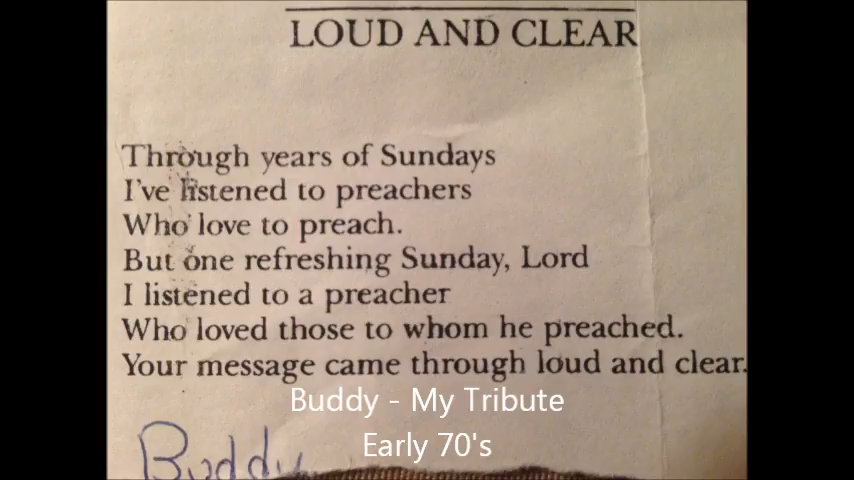 LOUD AND CLEAR
Through years of Sundays
I've listened to preachers
Who love to preach.
But one refreshing Sunday, Lord
I listened to a preacher
Who loved those to whom he preached.
Your message came through loud and clear.
Buddy - My Tribute
Early 70's
Buddy